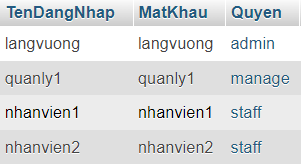 TenDangNhap MatKhau Quyen
langvuong langvuong admin
quanly1 quanly1 manage
nhanvien1 nhanvien1 staff
nhanvien2 nhanvien2 staff